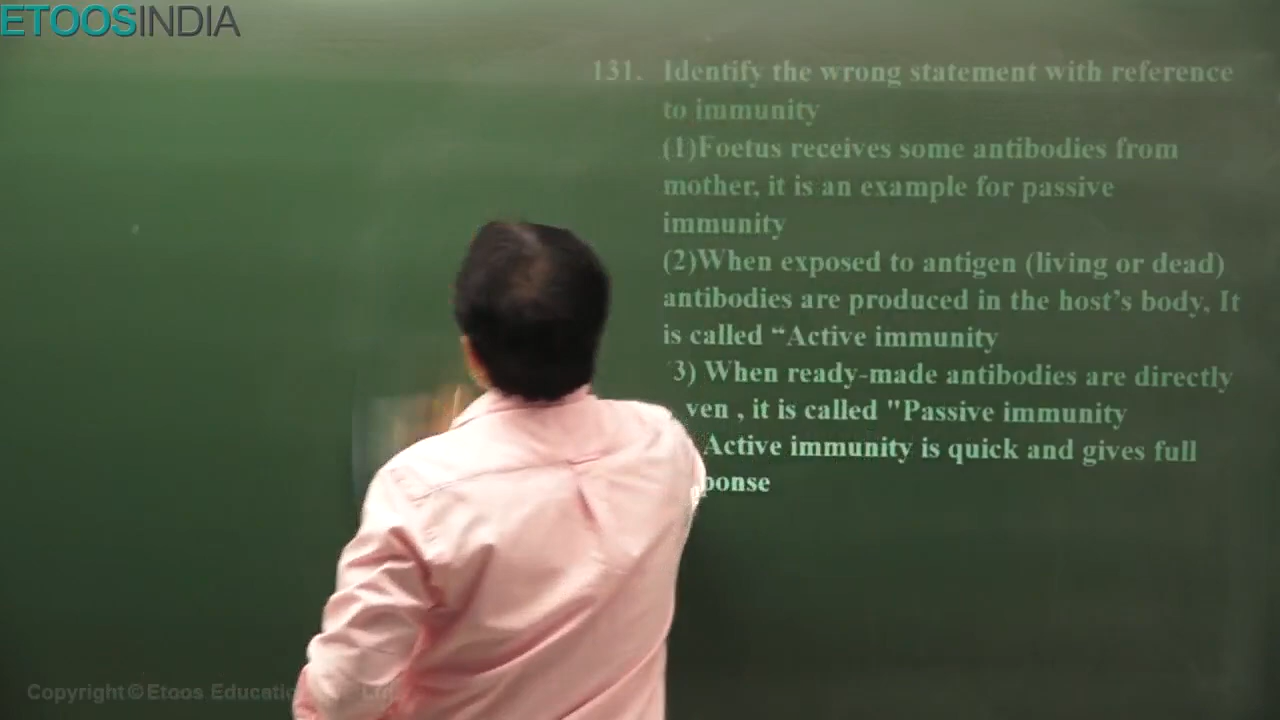 ETOOSINDIA
131. Identify the wrong statement with reference
to immunity
(1)Foetus receives some antibodies from
mother, it is an example for passive
immunity
(2)When exposed to antigen (living or dead)
antibodies are produced in the host's body, It
is called “Active immunity
3) When ready-made antibodies are directly
ven , it is called "Passive immunity
Active immunity is quick and gives full
ponse
Copyright © Etoos Educatio Ltd.